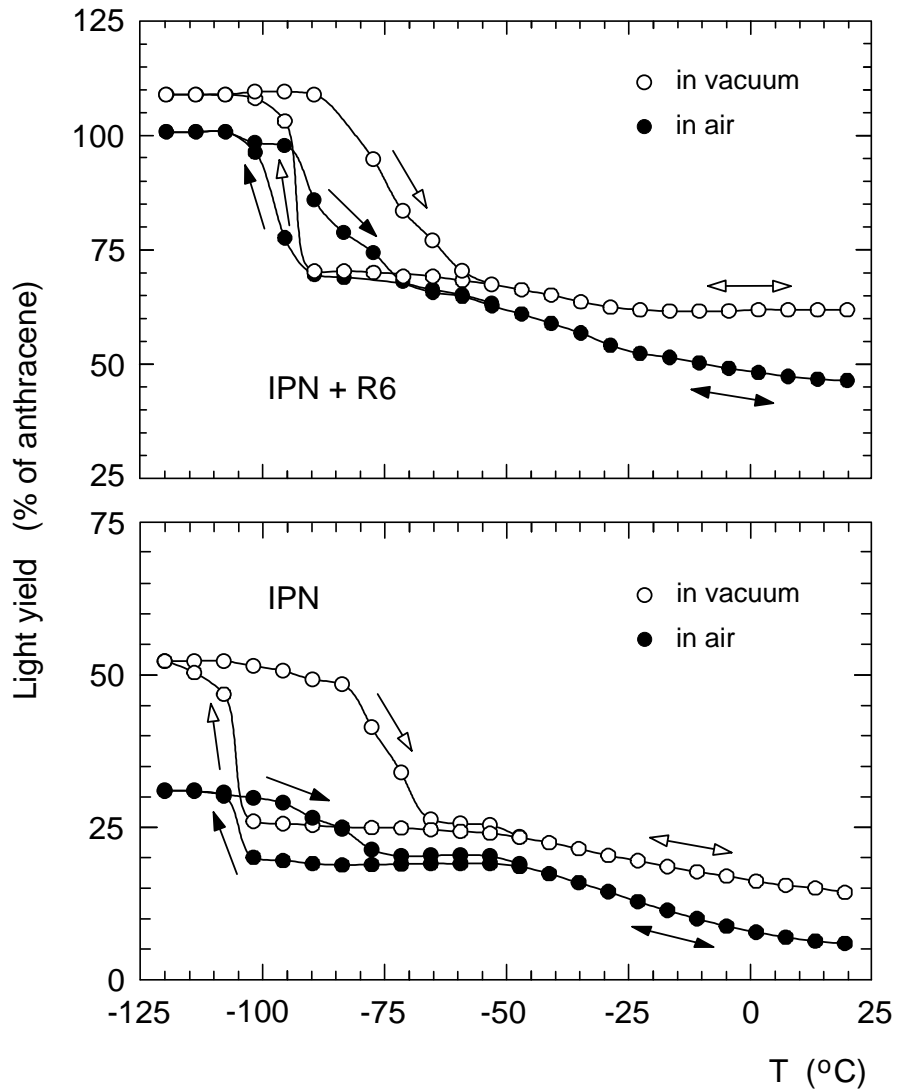 125
100
75
50
25
in vacuum
in air
IPN + R6
Light yield (% of anthracene)
75
50
25
0
IPN
in vacuum
in air
-125 -100 -75 -50 -25 0 25
T (°C)